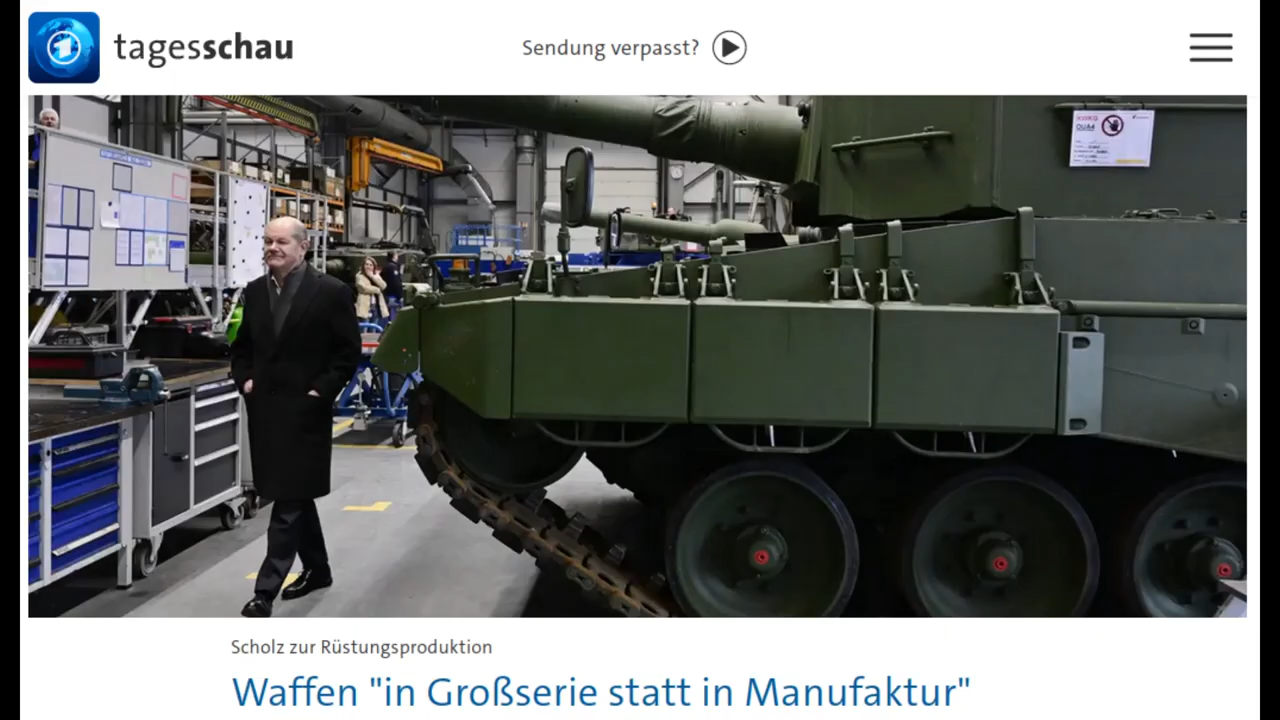 tagesschau
Sendung verpasst?
Scholz zur Rüstungsproduktion
Waffen "in Großserie statt in Manufaktur"